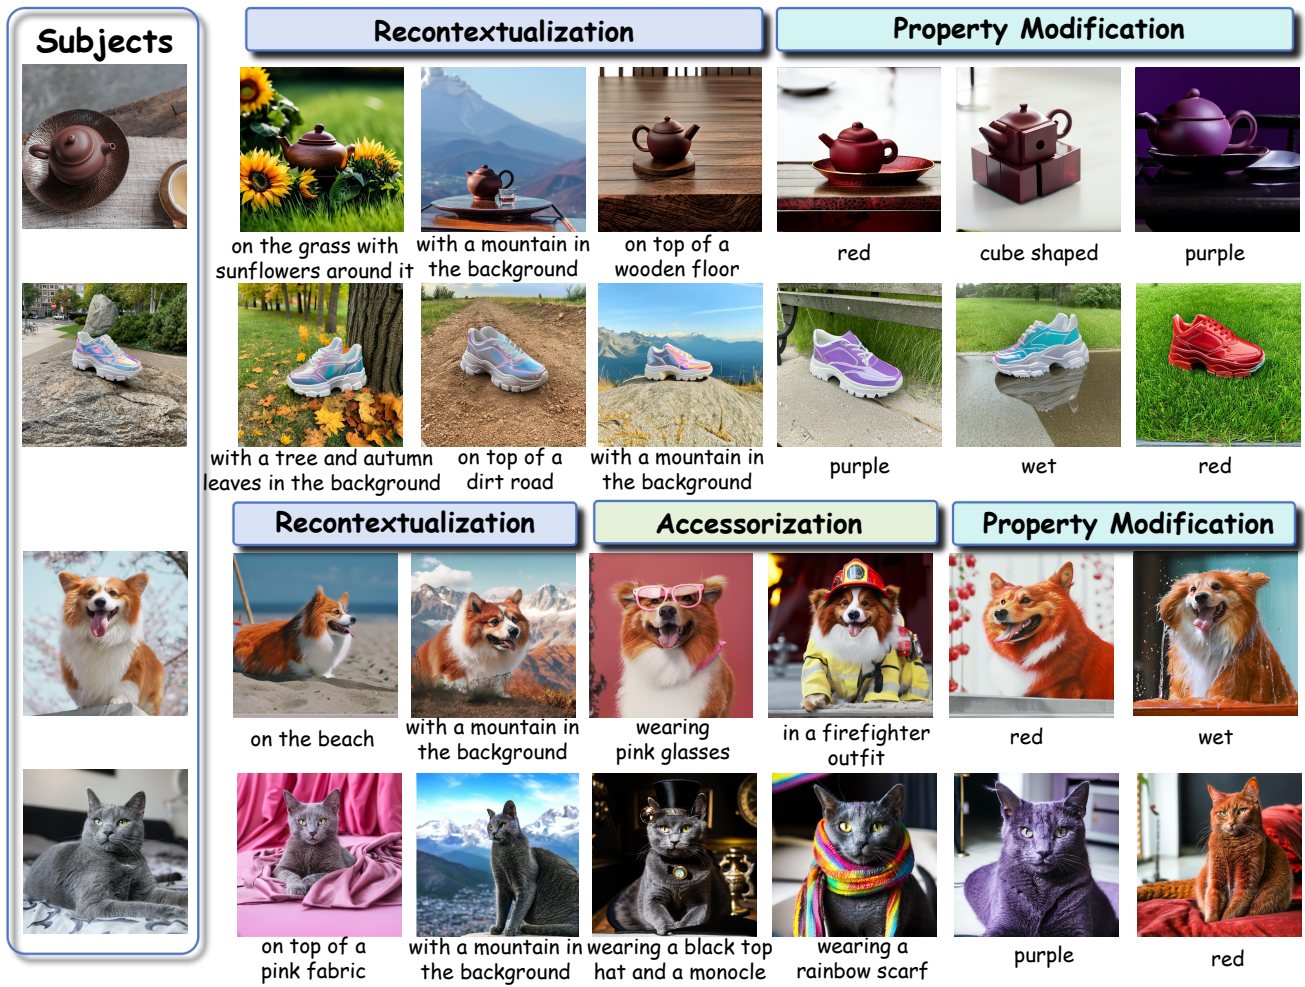 Subjects
Recontextualization
Property Modification
on the grass with
sunflowers around it
with a mountain in
the background
on top of a
wooden floor
red
cube shaped
purple
with a tree and autumn
leaves in the background
on top of a
dirt road
with a mountain in
the background
purple
wet
red
Recontextualization
Accessorization
Property Modification
on the beach
with a mountain in
the background
wearing
pink glasses
in a firefighter
outfit
red
wet
on top of a
pink fabric
with a mountain in
the background
wearing a black top
hat and a monocle
wearing a
rainbow scarf
purple
red